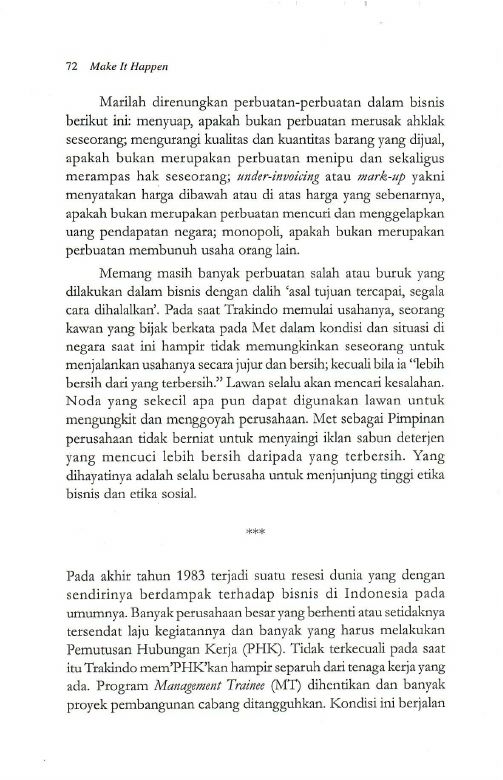 72 Make It Happen
Marilah direnungkan perbuatan-perbuatan dalam bisnis
berikut ini: menyuap, apakah bukan perbuatan merusak ahklak
seseorang; mengurangi kualitas dan kuantitas barang yang dijual,
apakah bukan merupakan perbuatan menipu dan sekaligus
merampas hak seseorang; under-invoicing atau mark-up yakni
menyatakan harga dibawah atau di atas harga yang sebenarnya,
apakah bukan merupakan perbuatan mencuri dan menggelapkan
uang pendapatan negara; monopoli, apakah bukan merupakan
perbuatan membunuh usaha orang lain.
Memang masih banyak perbuatan salah atau buruk yang
dilakukan dalam bisnis dengan dalih ‘asal tujuan tercapai, segala
cara dihalalkan’. Pada saat Trakindo memulai usahanya, seorang
kawan yang bijak berkata pada Met dalam kondisi dan situasi di
negara saat ini hampir tidak memungkinkan seseorang untuk
menjalankan usahanya secara jujur dan bersih; kecuali bila ia “lebih
bersih dari yang terbersih.” Lawan selalu akan mencari kesalahan.
Noda yang sekecil apa pun dapat digunakan lawan untuk
mengungkit dan menggoyah perusahaan. Met sebagai Pimpinan
perusahaan tidak berniat untuk menyaingi iklan sabun deterjen
yang mencuci lebih bersih daripada yang terbersih. Yang
dihayatinya adalah selalu berusaha untuk menjunjung tinggi etika
bisnis dan etika sosial.
***
Pada akhir tahun 1983 terjadi suatu resesi dunia yang dengan
sendirinya berdampak terhadap bisnis di Indonesia pada
umumnya. Banyak perusahaan besar yang berhenti atau setidaknya
tersendat laju kegiatannya dan banyak yang harus melakukan
Pemutusan Hubungan Kerja (PHK). Tidak terkecuali pada saat
itu Trakindo mem’PHK’kan hampir separuh dari tenaga kerja yang
ada. Program Management Trainee (MT) dihentikan dan banyak
proyek pembangunan cabang ditangguhkan. Kondisi ini berjalan